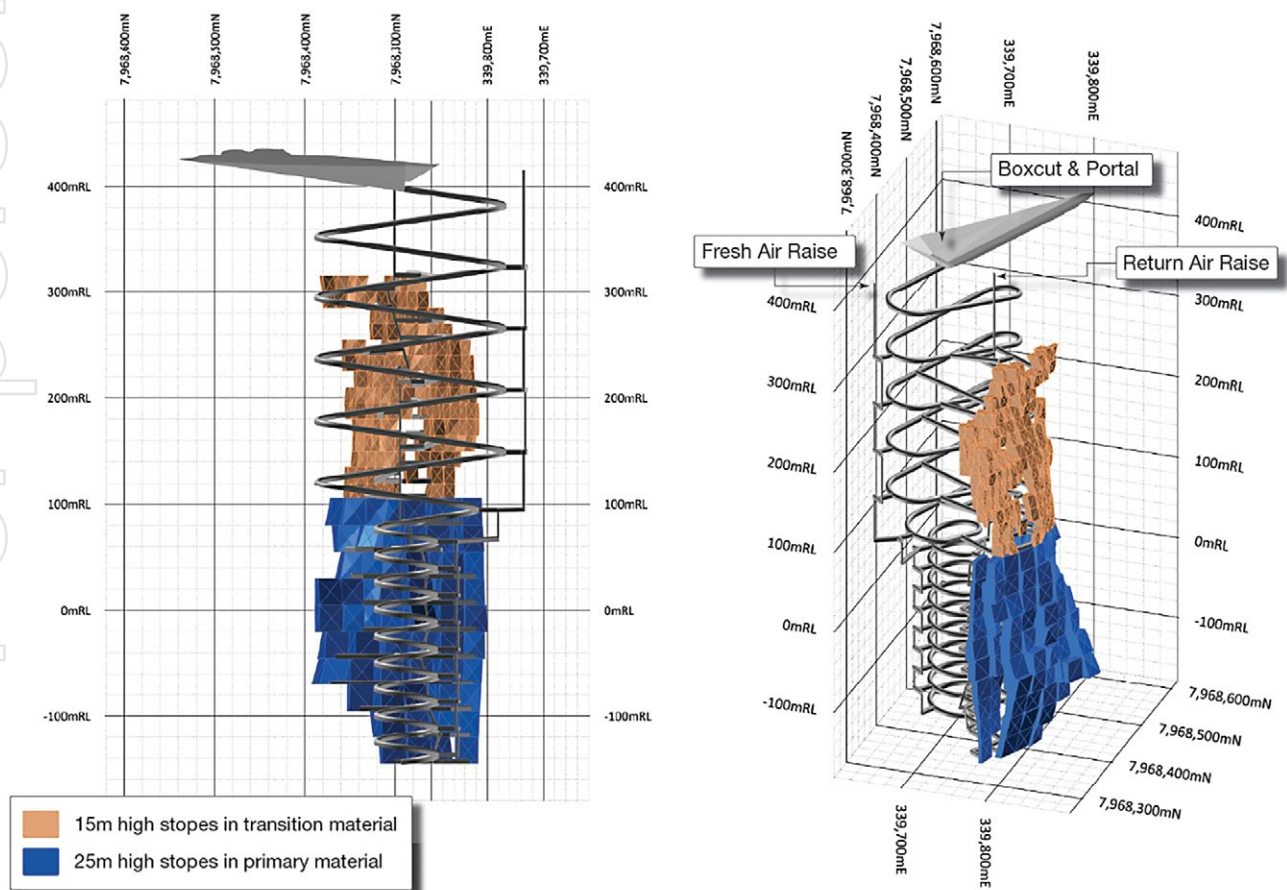 7,968,600mN
7,968,500mN
7,968,400mN
7,968,300mN
339,800mE
339,700mE
400mRL
400mRL
300mRL
300mRL
200mRL
200mRL
100mRL
100mRL
0mRL
0mRL
-100mRL
-100mRL
15m high stopes in transition material
25m high stopes in primary material
7,968,600mN
7,968,500mN
7,968,400mN
7,968,300mN
339,700mE
339,800mE
Boxcut & Portal
Fresh Air Raise
Return Air Raise
400mRL
300mRL
200mRL
100mRL
0mRL
-100mRL
400mRL
300mRL
200mRL
100mRL
0mRL
-100mRL
7,968,600mN
7,968,500mN
7,968,400mN
7,968,300mN
339,700mE
339,800mE